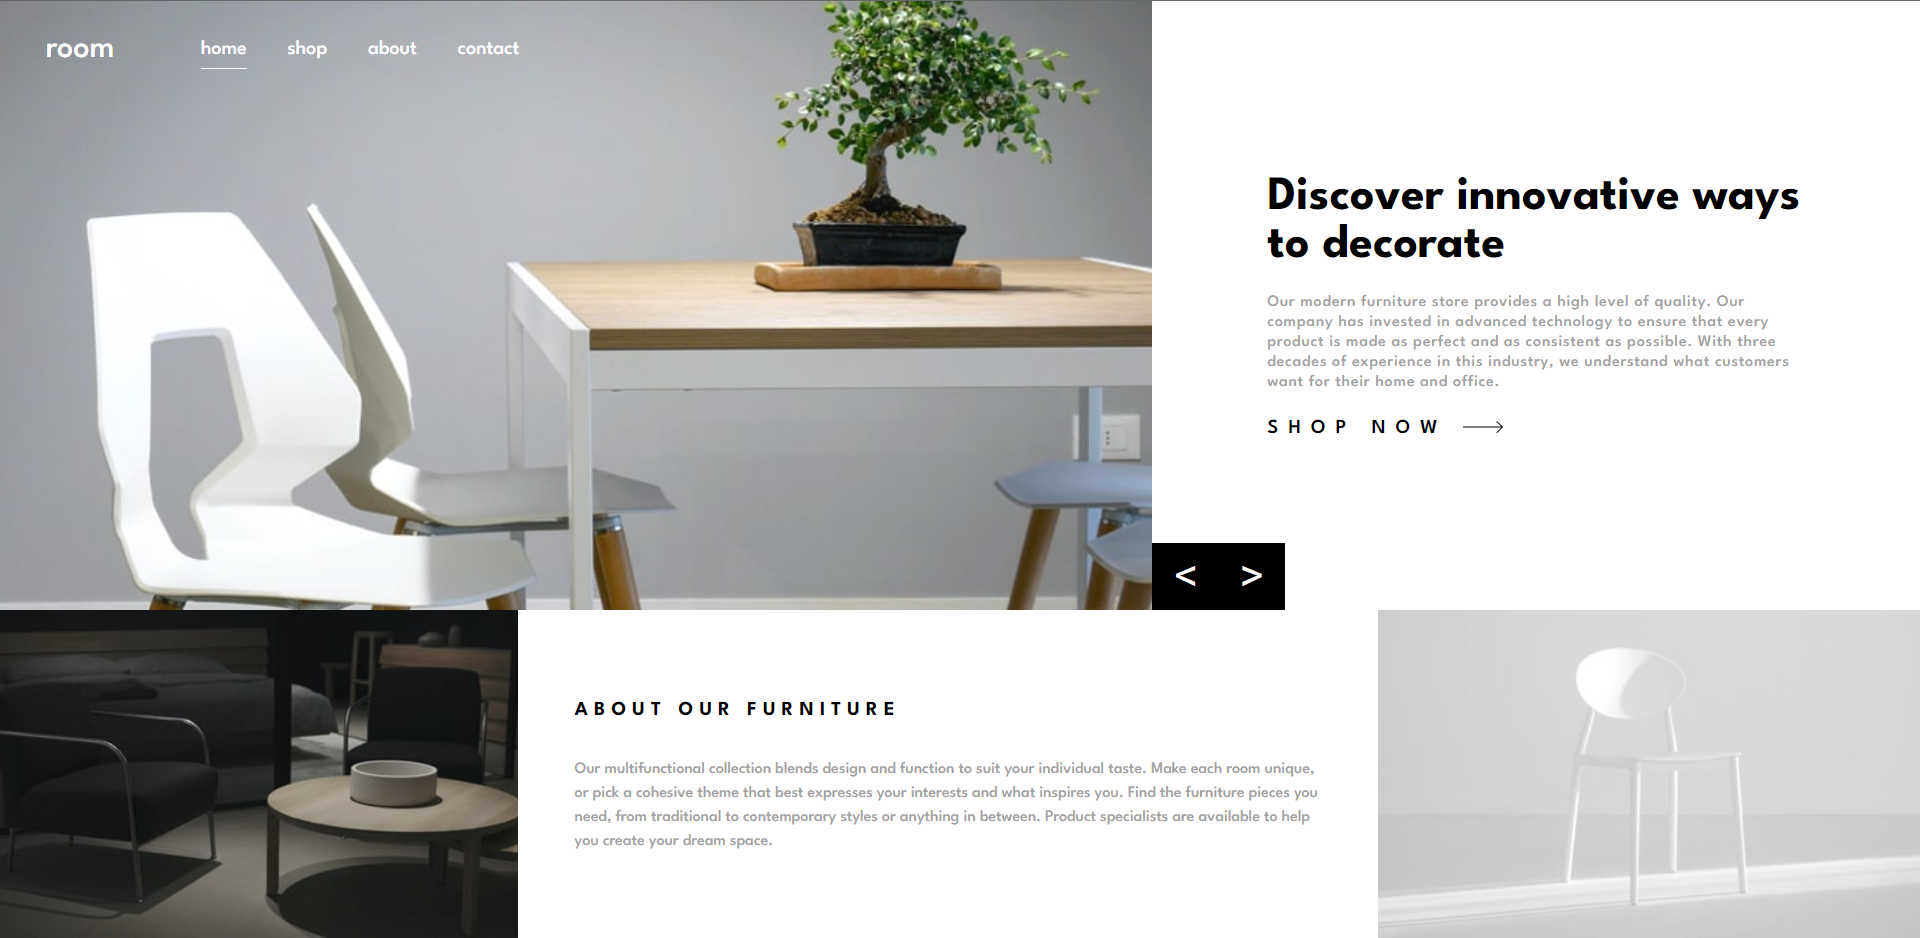 room
home shop about contact
Discover innovative ways
to decorate
Our modern furniture store provides a high level of quality. Our
company has invested in advanced technology to ensure that every
product is made as perfect and as consistent as possible. With three
decades of experience in this industry, we understand what customers
want for their home and office.
SHOP NOW
< >
ABOUT OUR FURNITURE
Our multifunctional collection blends design and function to suit your individual taste. Make each room unique,
or pick a cohesive theme that best expresses your interests and what inspires you. Find the furniture pieces you
need, from traditional to contemporary styles or anything in between. Product specialists are available to help
you create your dream space.